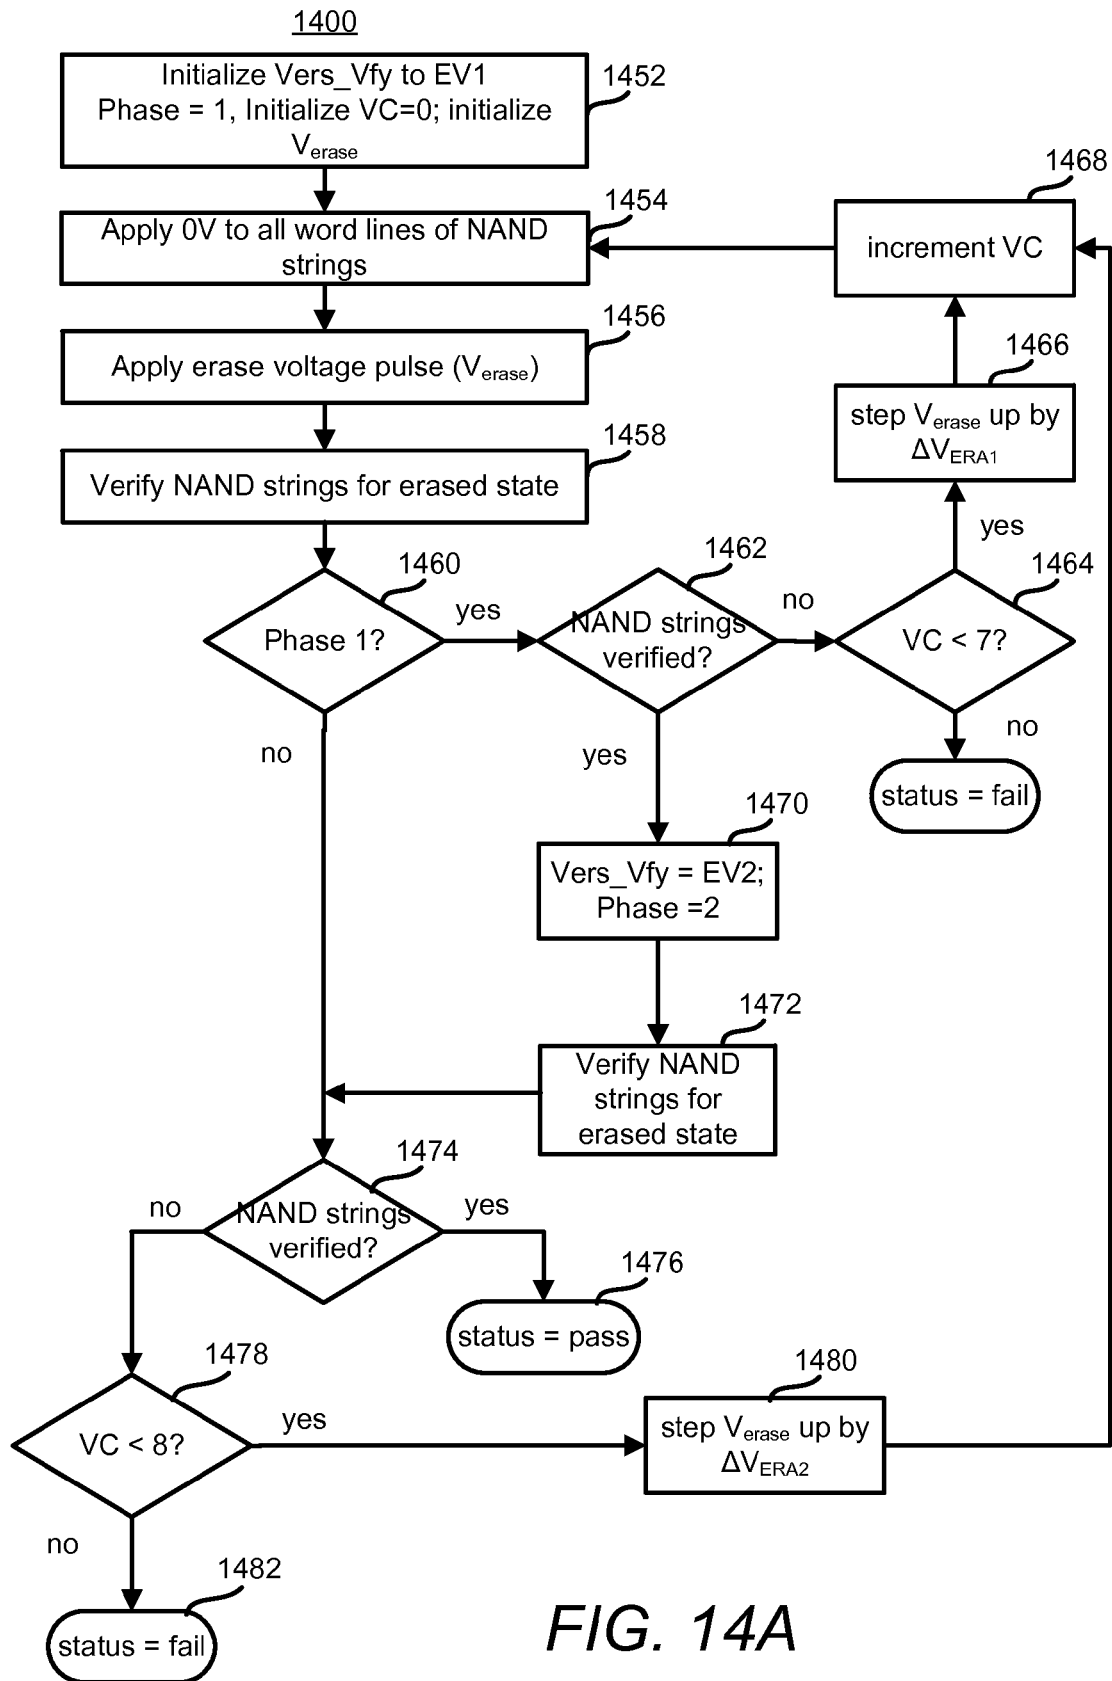 1400
Initialize Vers_Vfy to EV1
Phase = 1, Initialize VC=0; initialize
Verase
1452
Apply 0V to all word lines of NAND
strings
1454
1468
increment VC
Apply erase voltage pulse (Verase)
1456
1466
step Verase up by
ΔVERA1
Verify NAND strings for erased state
1458
1460
Phase 1?
yes
no
1462
NAND strings
verified?
no
yes
1464
VC < 7?
yes
no
status = fail
1470
Vers_Vfy = EV2;
Phase =2
1472
Verify NAND
strings for
erased state
1474
NAND strings
verified?
no
yes
1476
status = pass
1478
VC < 8?
yes
no
1480
step Verase up by
ΔVERA2
1482
status = fail
FIG. 14A